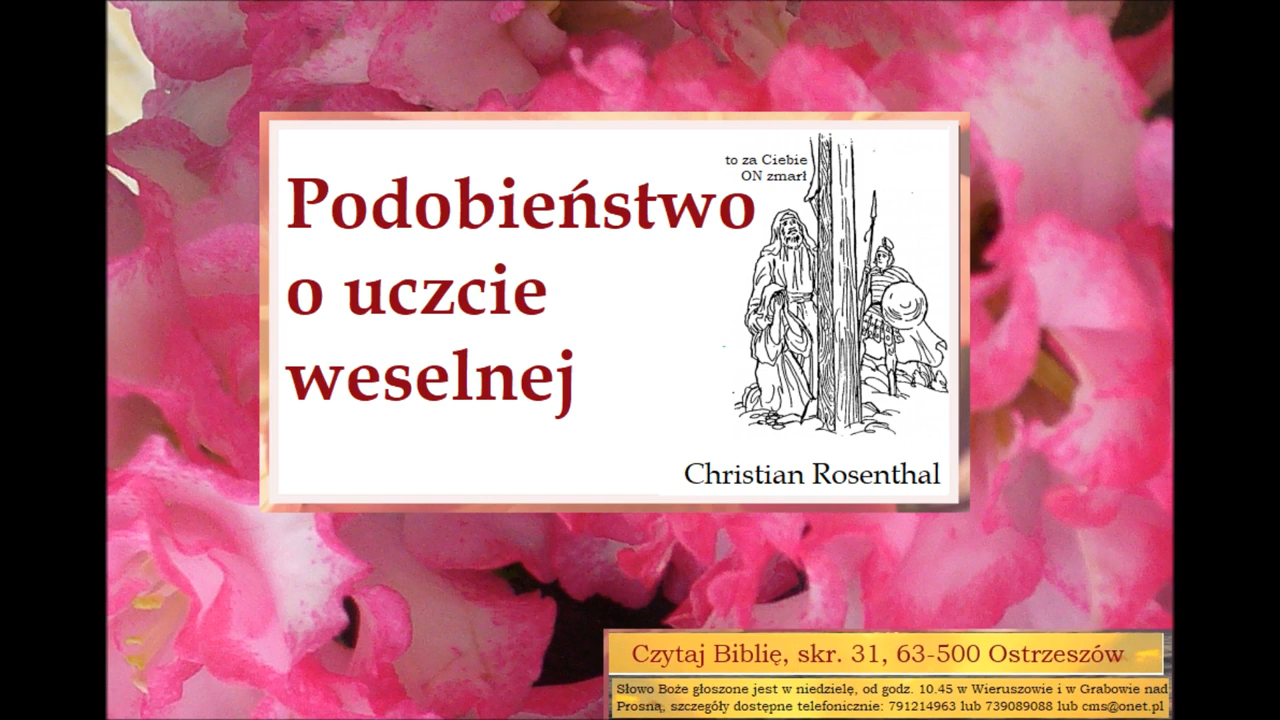 to za Ciebie
ON zmarł
Podobieństwo
o uczcie
weselnej
Christian Rosenthal
Czytaj Biblię, skr. 31, 63-500 Ostrzeszów
Słowo Boże głoszone jest w niedzielę, od godz. 10.45 w Wieruszowie i w Grabowie nad
Prosną, szczegóły dostępne telefonicznie: 791214963 lub 739089088 lub cms@onet.pl